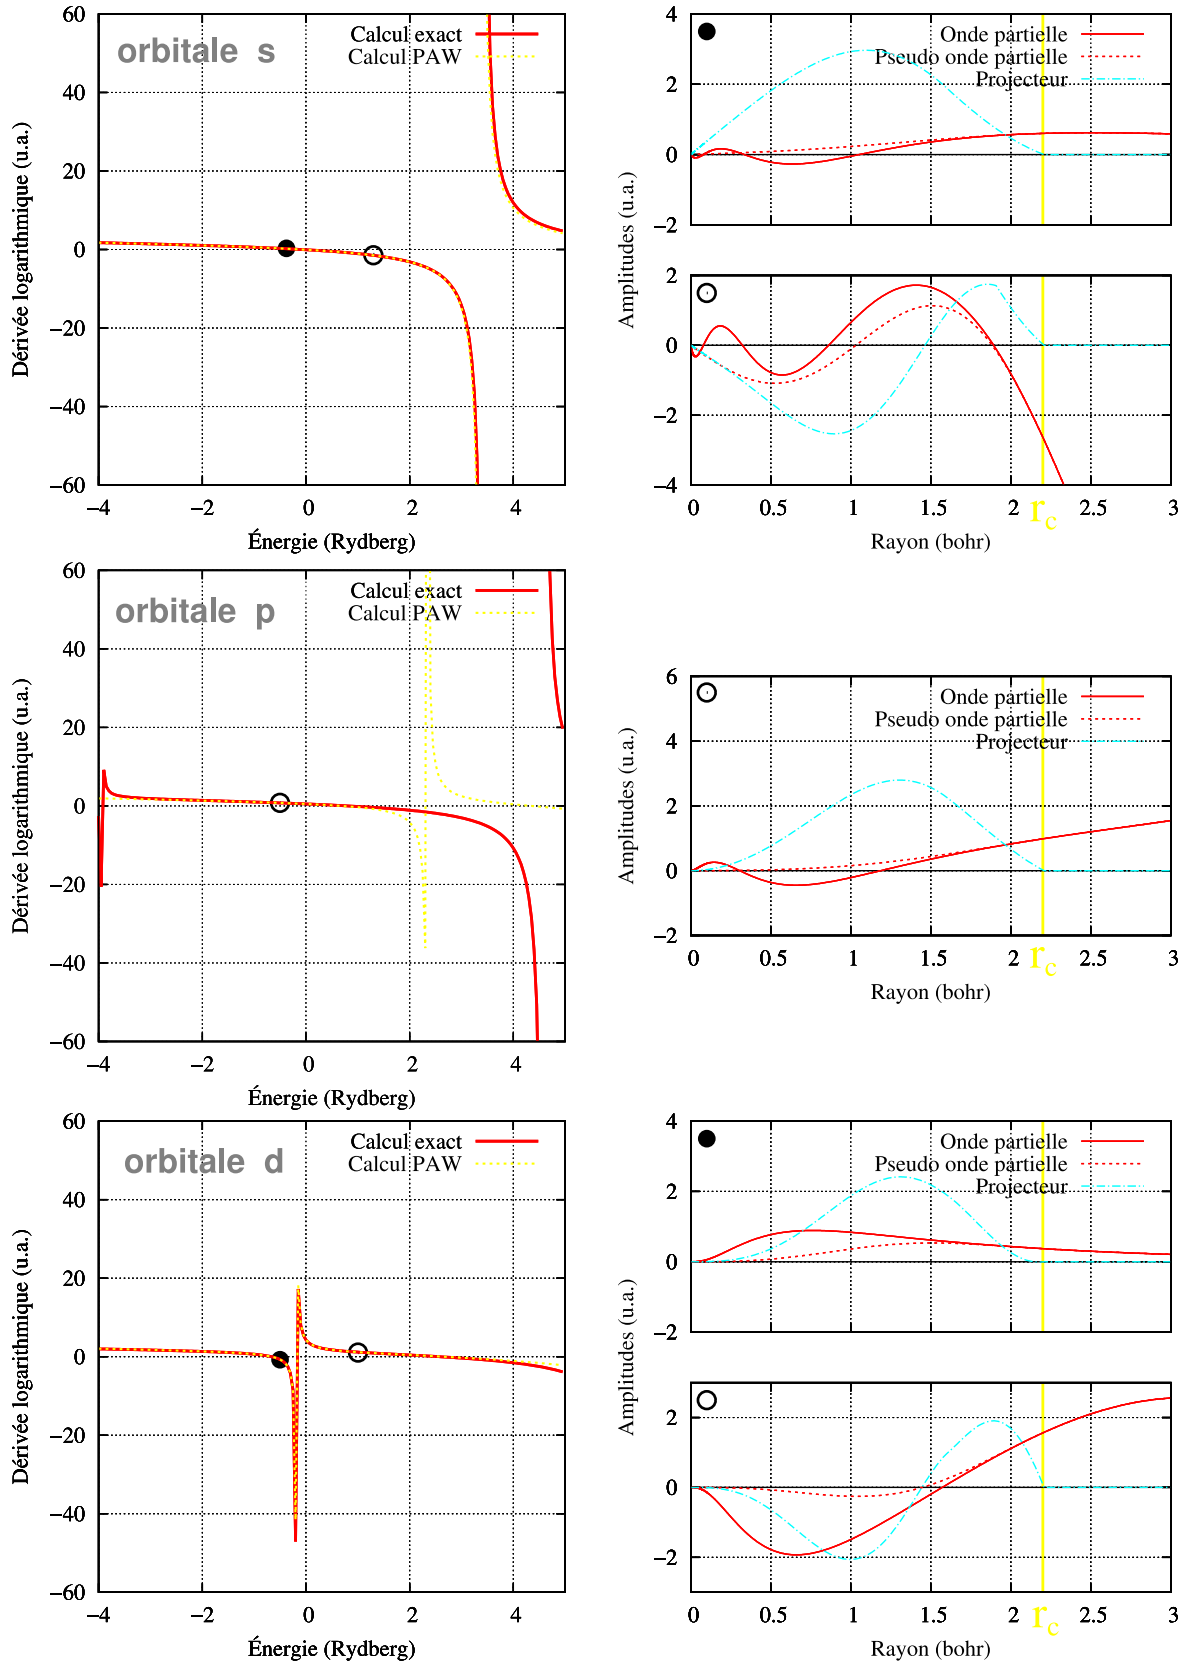 orbitale s
Calcul exact
Calcul PAW
Dérivée logarithmique (u.a.)
60
40
20
0
−20
−40
−60
−4
−2
0
2
4
Énergie (Rydberg)
Onde partielle
Pseudo onde partielle
Projecteur
4
2
0
−2
Amplitudes (u.a.)
2
0
−2
−4
0
0.5
1
1.5
2
2.5
3
rc
Rayon (bohr)
orbitale p
Calcul exact
Calcul PAW
Dérivée logarithmique (u.a.)
60
40
20
0
−20
−40
−60
−4
−2
0
2
4
Énergie (Rydberg)
Onde partielle
Pseudo onde partielle
Projecteur
Amplitudes (u.a.)
6
4
2
0
−2
0
0.5
1
1.5
2
2.5
3
rc
Rayon (bohr)
orbitale d
Calcul exact
Calcul PAW
Dérivée logarithmique (u.a.)
60
40
20
0
−20
−40
−60
−4
−2
0
2
4
Énergie (Rydberg)
Onde partielle
Pseudo onde partielle
Projecteur
4
2
0
−2
Amplitudes (u.a.)
2
0
−2
0
0.5
1
1.5
2
2.5
3
rc
Rayon (bohr)